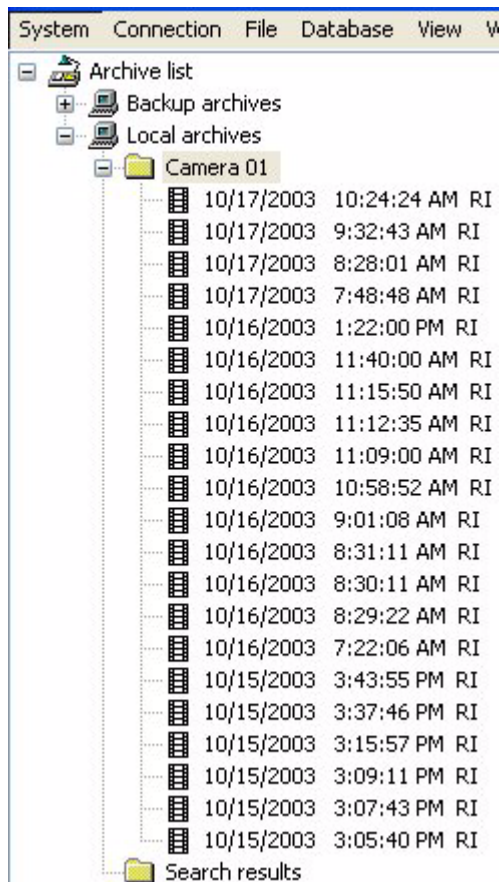 System Connection File Database View
Archive list
Backup archives
Local archives
Camera 01
10/17/2003 10:24:24 AM RI
10/17/2003 9:32:43 AM RI
10/17/2003 8:28:01 AM RI
10/17/2003 7:48:48 AM RI
10/16/2003 1:22:00 PM RI
10/16/2003 11:40:00 AM RI
10/16/2003 11:15:50 AM RI
10/16/2003 11:12:35 AM RI
10/16/2003 11:09:00 AM RI
10/16/2003 10:58:52 AM RI
10/16/2003 9:01:08 AM RI
10/16/2003 8:31:11 AM RI
10/16/2003 8:30:11 AM RI
10/16/2003 8:29:22 AM RI
10/16/2003 7:22:06 AM RI
10/15/2003 3:43:55 PM RI
10/15/2003 3:37:46 PM RI
10/15/2003 3:15:57 PM RI
10/15/2003 3:09:11 PM RI
10/15/2003 3:07:43 PM RI
10/15/2003 3:05:40 PM RI
Search results